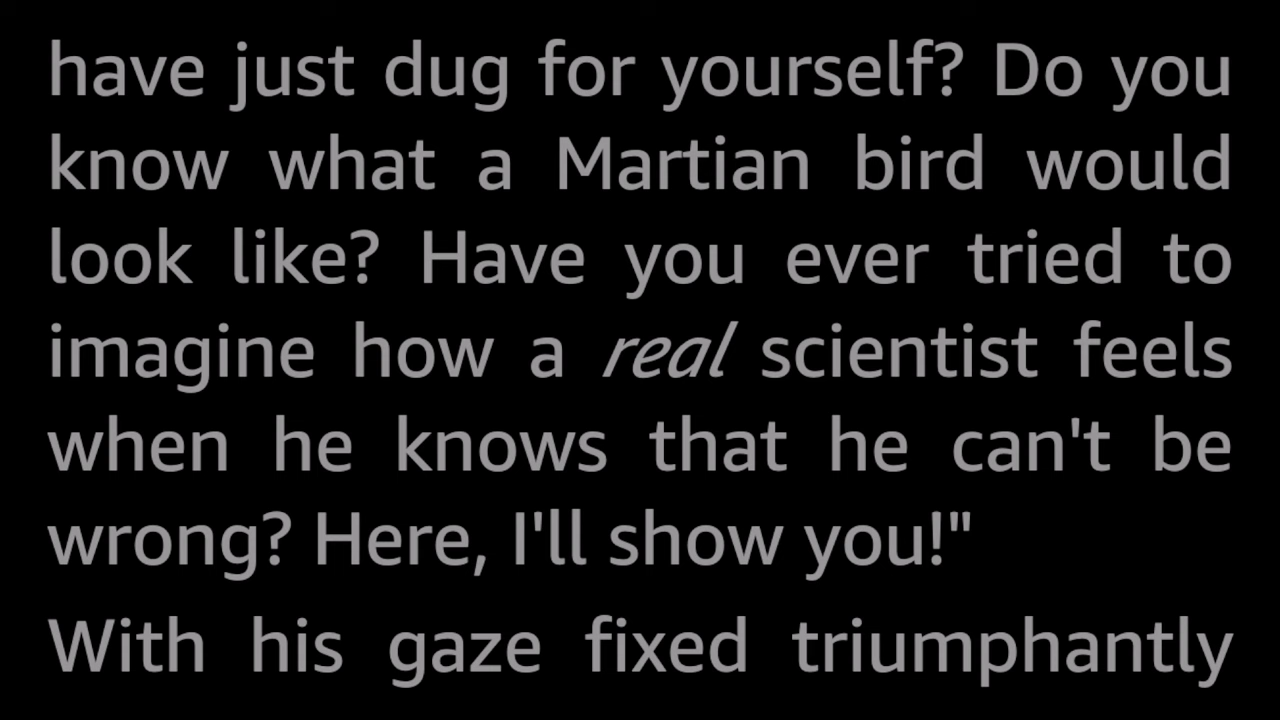 have just dug for yourself? Do you
know what a Martian bird would
look like? Have you ever tried to
imagine how a real scientist feels
when he knows that he can't be
wrong? Here, I'll show you!"
With his gaze fixed triumphantly